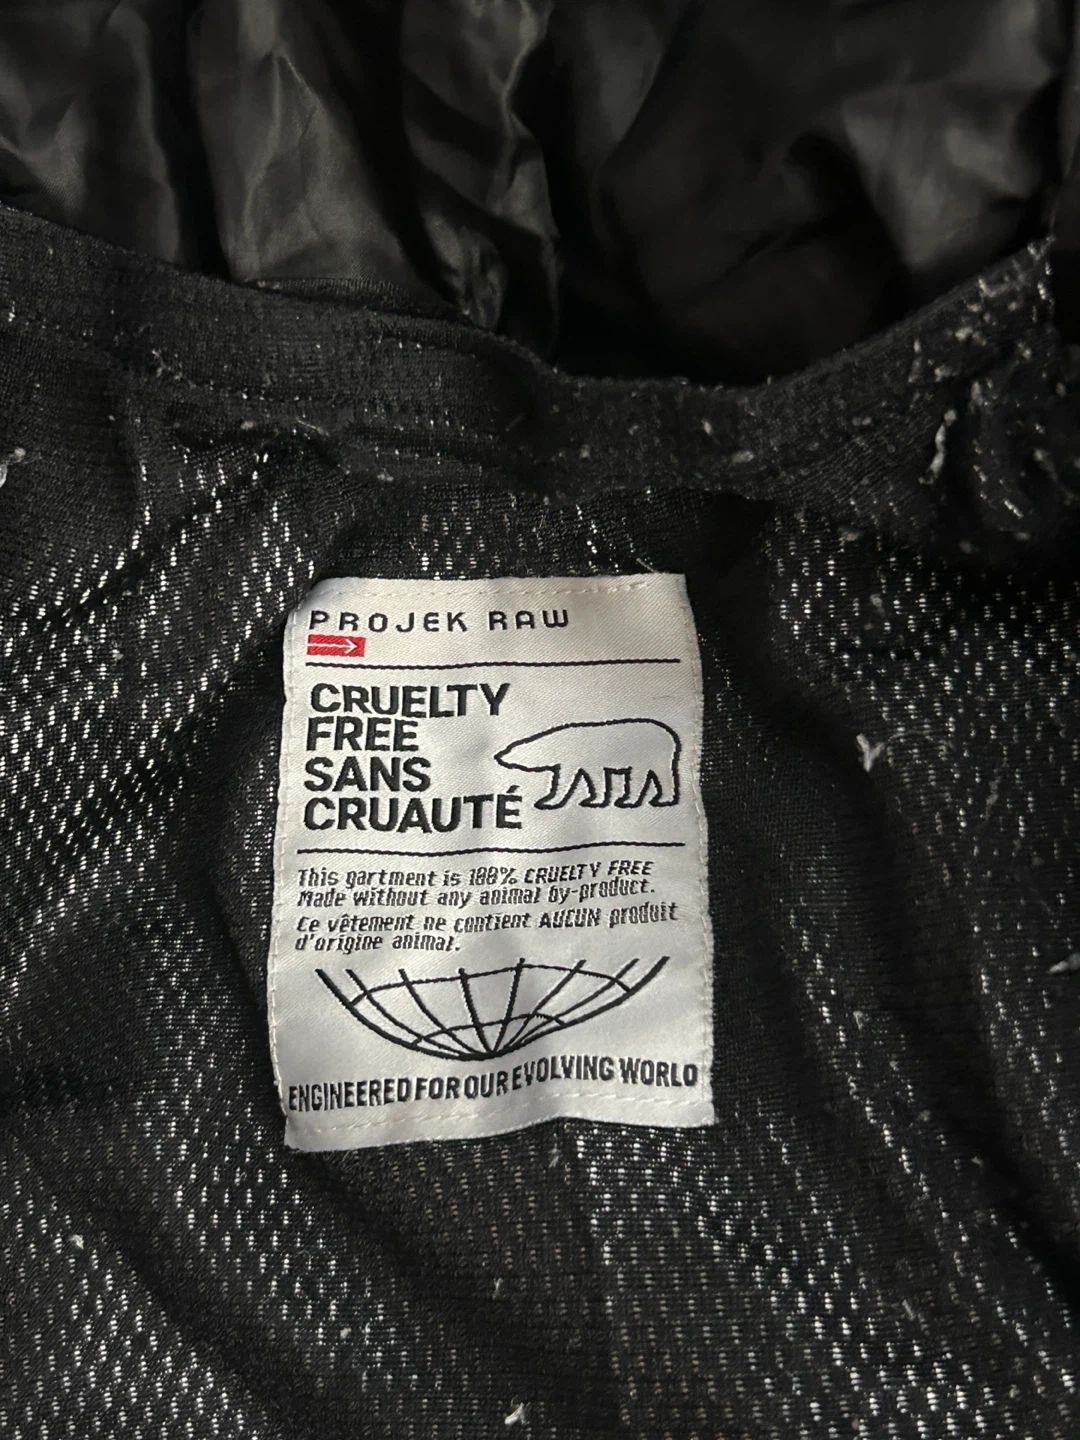 PROJEK RAW
CRUELTY
FREE
SANS
CRUAUTÉ
This gartment is 100% CRUELTY FREE
Made without any animal by-product.
Ce vêtement ne contient AUCUN produit
d'origine animal.
ENGINEERED FOR OUR EVOLVING WORLD